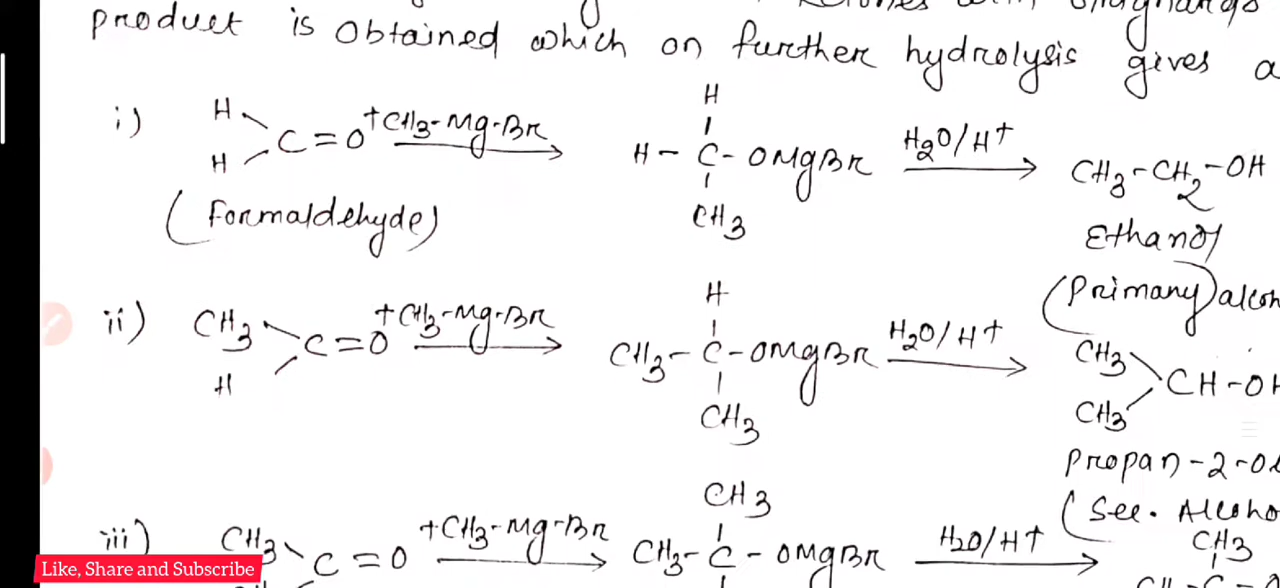 product is obtained which on further hydrolysis gives a
i) H H C=O +CH3-Mg-Br H H-C-OMgBr CH3 H2O/H+ CH3-CH2-OH
(Formaldehyde) Ethanol
(Primary) alcoh
ii) CH3 H C=O +CH3-Mg-Br H CH3-C-OMgBr CH3 H2O/H+ CH3 CH3 CH-OH
Propan-2-ol
(Sec. Alcoho
iii) CH3 C=O +CH3-Mg-Br CH3 CH3-C-OMgBr H2O/H+ CH3
Like, Share and Subscribe